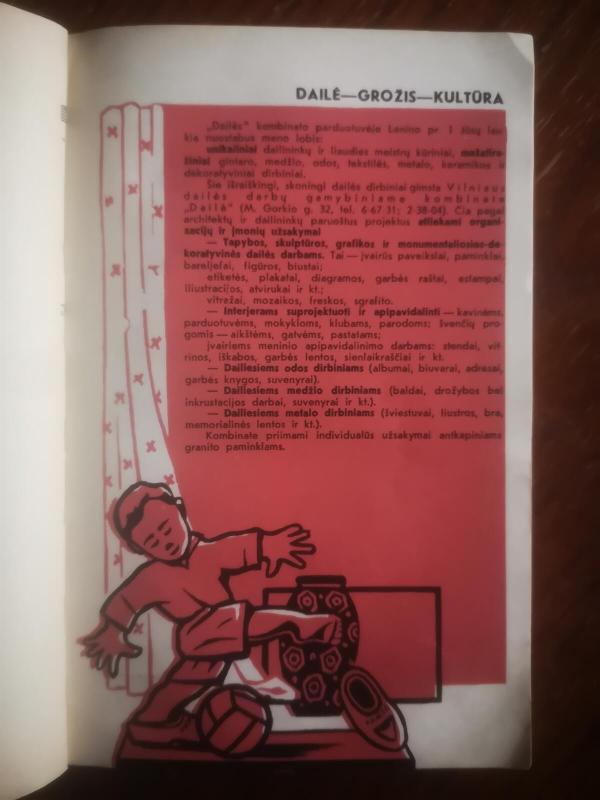 DAILĖ—GROŽIS—KULTŪRA
„Dailės“ kombinato parduotuvėje Lenino pr. 1 Jūsų lau-
kia nuostabus meno lobis:
unikaliniai dailininkų ir liaudies meistrų kūriniai, mažatira-
žiniai gintaro, medžio, odos, tekstilės, metalo, keramikos ir
dekoratyviniai dirbiniai.
Šie išraiškingi, skoningi dailės dirbiniai gimsta Vilniaus
dailės darbų gamybiniame kombinate
„Dailė“ (M. Gorkio g. 32, tel. 6-67 31; 2-38-04). Čia pagal
architektų ir dailininkų paruoštus projektus atliekami organi-
zacijų ir įmonių užsakymai
— Tapybos, skulptūros, grafikos ir monumentaliosios-de-
koratyvinės dailės darbams. Tai — įvairūs paveikslai, paminklai,
bareljefai, figūros, biustai;
etiketės, plakatai, diagramos, garbės raštai, estampai,
iliustracijos, atvirukai ir kt.;
vitražai, mozaikos, freskos, sgrafito.
— Interjerams suprojektuoti ir apipavidalinti — kavinėms,
parduotuvėms, mokykloms, klubams, parodoms; švenčių pro-
gomis — aikštėms, gatvėms, pastatams;
įvairiems meninio apipavidalinimo darbams: stendai, vit-
rinos, iškabos, garbės lentos, sienlaikraščiai ir kt.
— Dailiesiems odos dirbiniams (albumai, biuvarai, adresai,
garbės knygos, suvenyrai).
— Dailiesiems medžio dirbiniams (baldai, drožybos bei
inkrustacijos darbai, suvenyrai ir kt.).
— Dailiesiems metalo dirbiniams (šviestuvai, liustros, bra,
memorialinės lentos ir kt.).
Kombinate priimami individualūs užsakymai antkapiniams
granito paminklams.